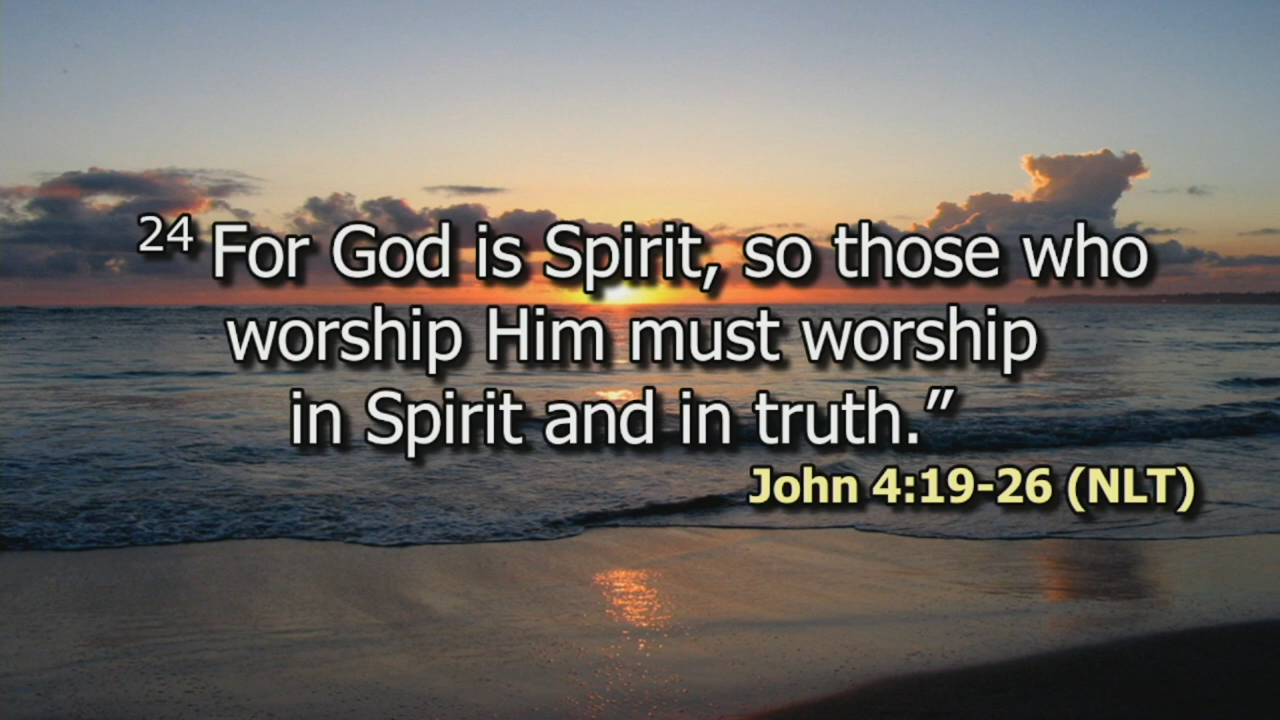 24 For God is Spirit, so those who
worship Him must worship
in Spirit and in truth.”
John 4:19-26 (NLT)